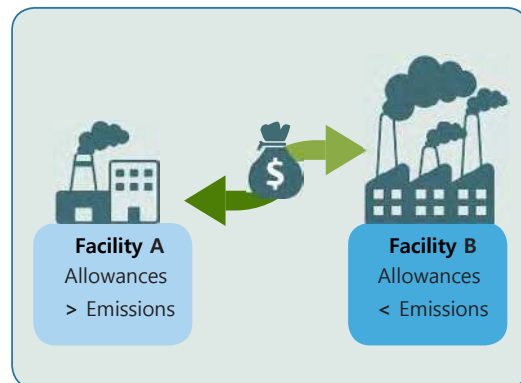 $
Facility A
Allowances
> Emissions
Facility B
Allowances
< Emissions